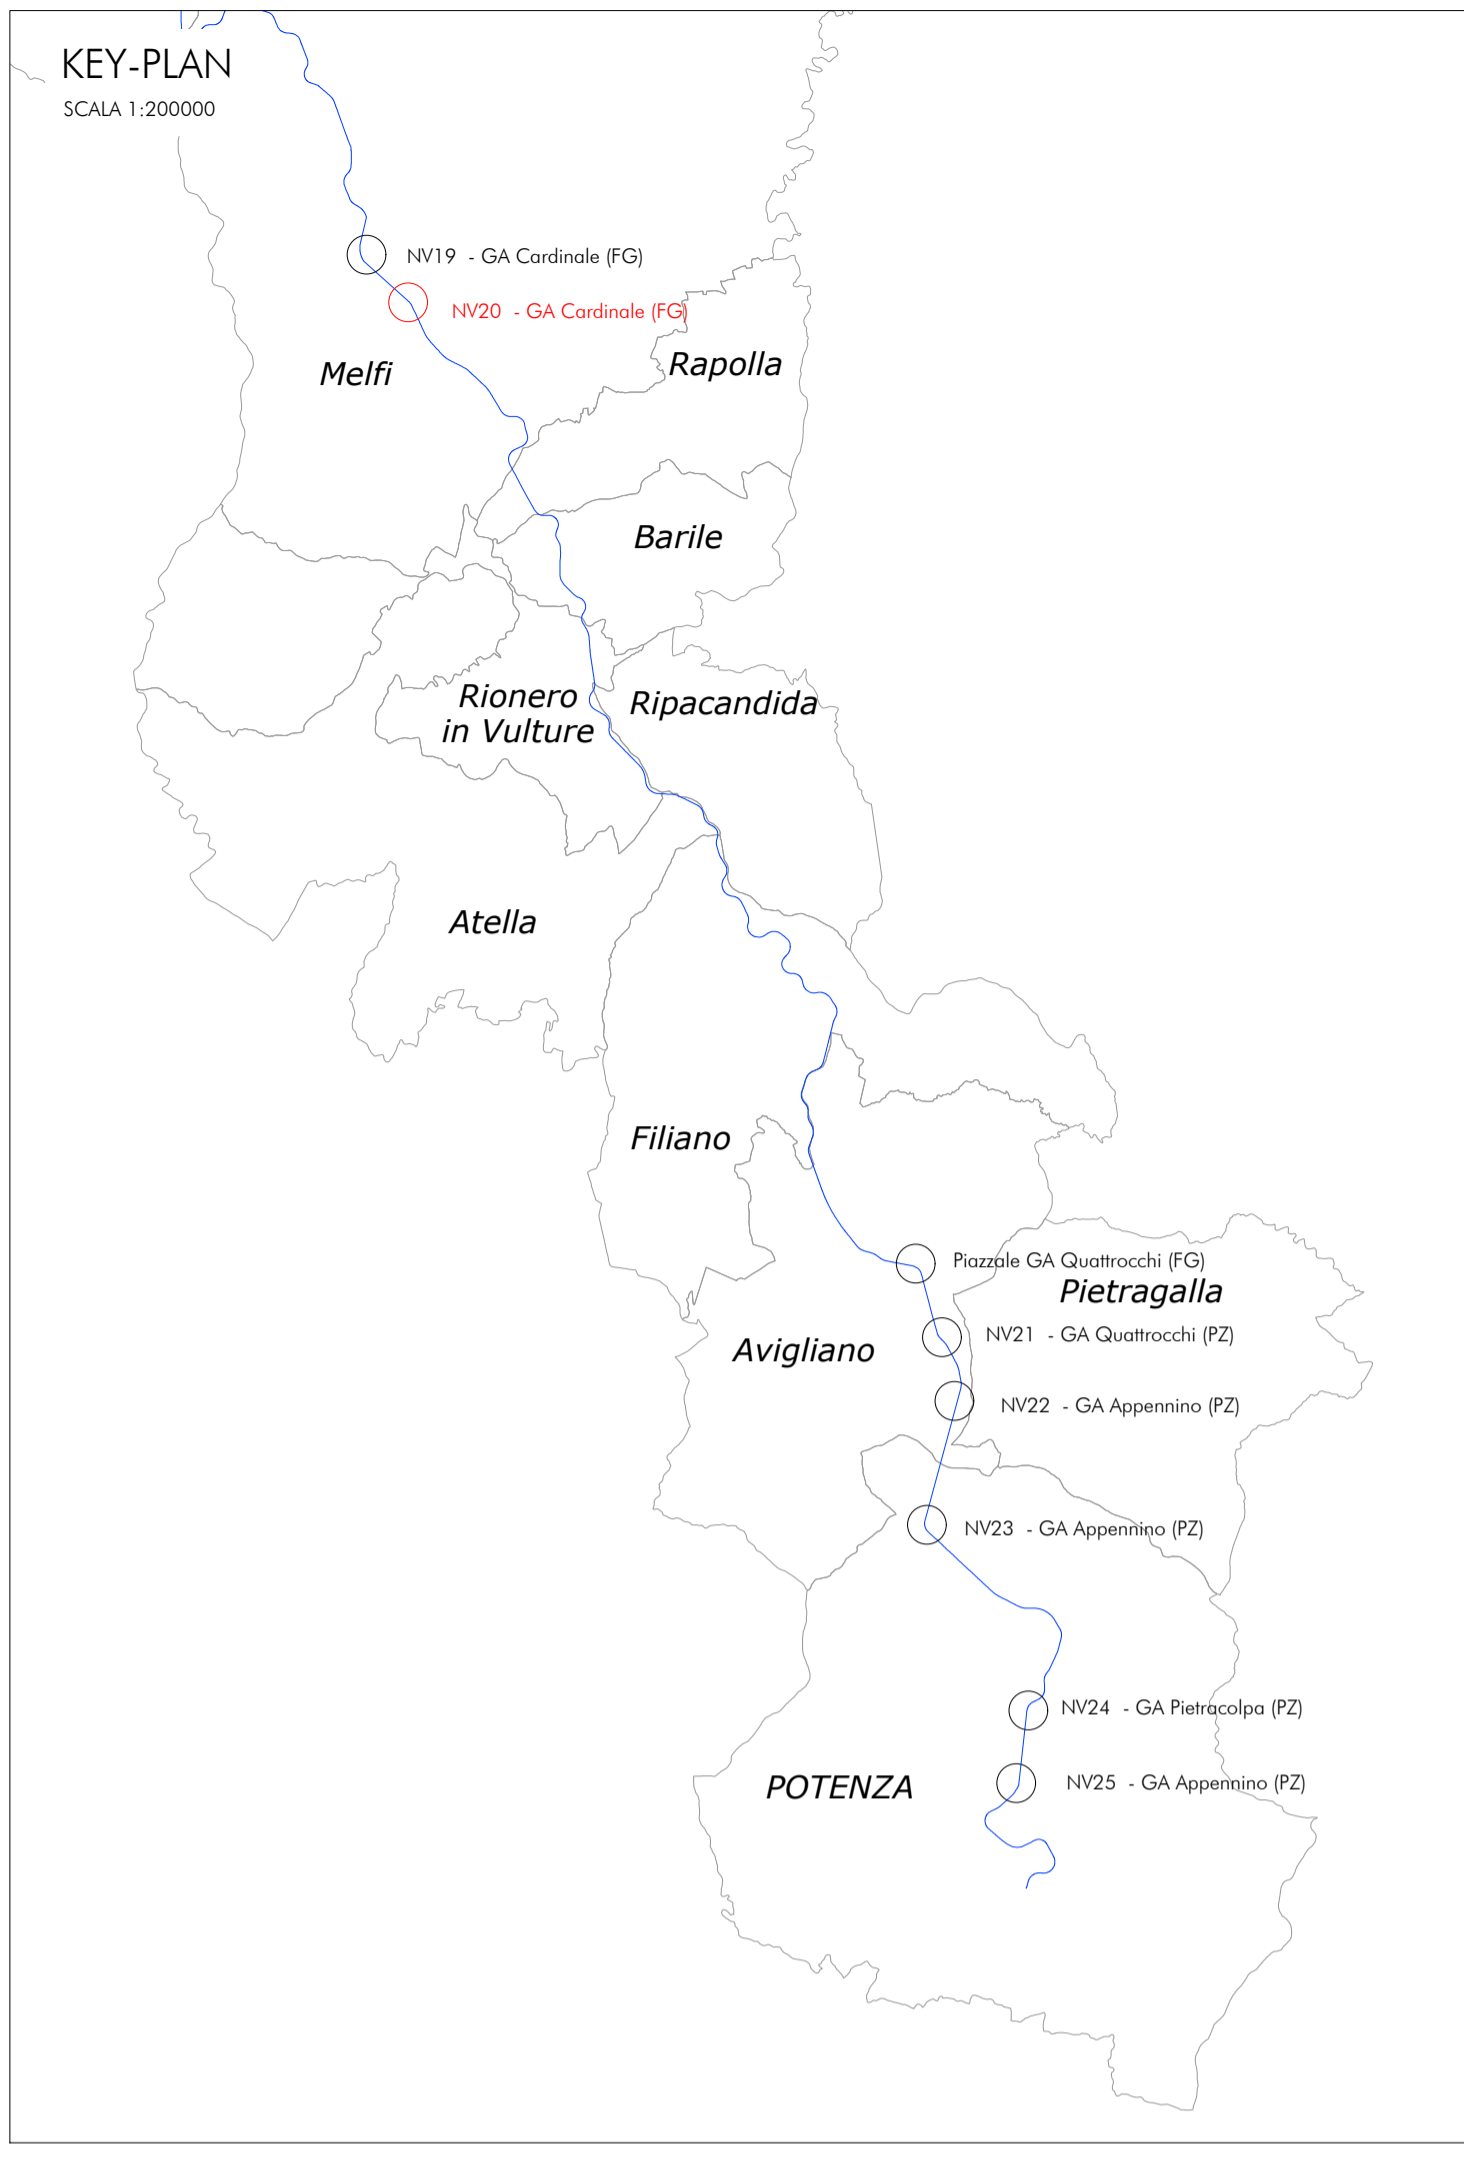 KEY-PLAN
SCALA 1:200000
NV19 - GA Cardinale (FG)
NV20 - GA Cardinale (FG)
Rapolla
Melfi
Barile
Rionero
in Vulture
Ripacandida
Atella
Filiano
Piazzale GA Quattrocchi (FG)
Pietragalla
NV21 - GA Quattrocchi (PZ)
Avigliano
NV22 - GA Appennino (PZ)
NV23 - GA Appennino (PZ)
NV24 - GA Pietracolpa (PZ)
POTENZA
NV25 - GA Appennino (PZ)